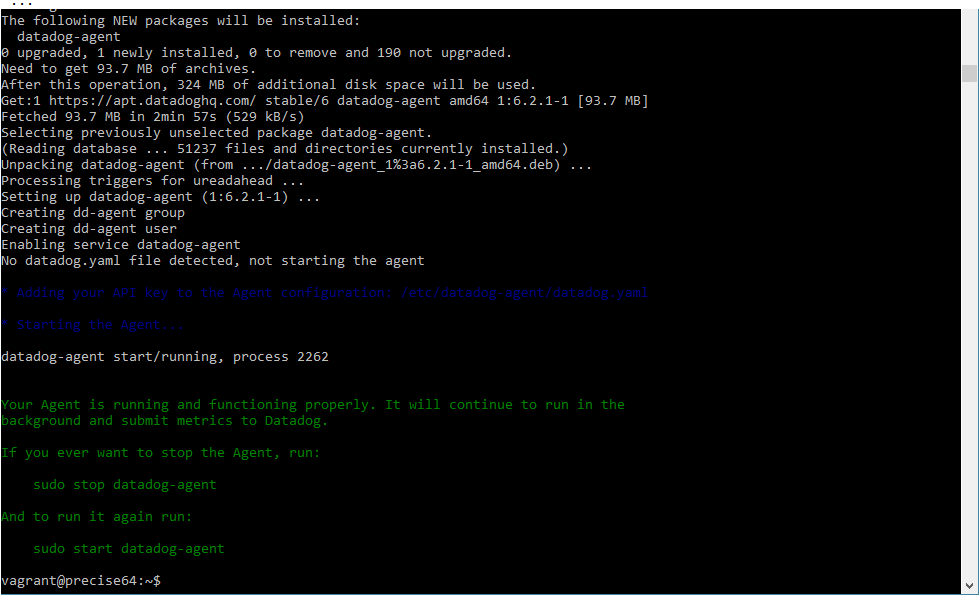 ...
The following NEW packages will be installed:
  datadog-agent
0 upgraded, 1 newly installed, 0 to remove and 190 not upgraded.
Need to get 93.7 MB of archives.
After this operation, 324 MB of additional disk space will be used.
Get:1 https://apt.datadoghq.com/ stable/6 datadog-agent amd64 1:6.2.1-1 [93.7 MB]
Fetched 93.7 MB in 2min 57s (529 kB/s)
Selecting previously unselected package datadog-agent.
(Reading database ... 51237 files and directories currently installed.)
Unpacking datadog-agent (from .../datadog-agent_1%3a6.2.1-1_amd64.deb) ...
Processing triggers for ureadahead ...
Setting up datadog-agent (1:6.2.1-1) ...
Creating dd-agent group
Creating dd-agent user
Enabling service datadog-agent
No datadog.yaml file detected, not starting the agent
* Adding your API key to the Agent configuration: /etc/datadog-agent/datadog.yaml
* Starting the Agent...
datadog-agent start/running, process 2262
Your Agent is running and functioning properly. It will continue to run in the
background and submit metrics to Datadog.
If you ever want to stop the Agent, run:
    sudo stop datadog-agent
And to run it again run:
    sudo start datadog-agent
vagrant@precise64:~$